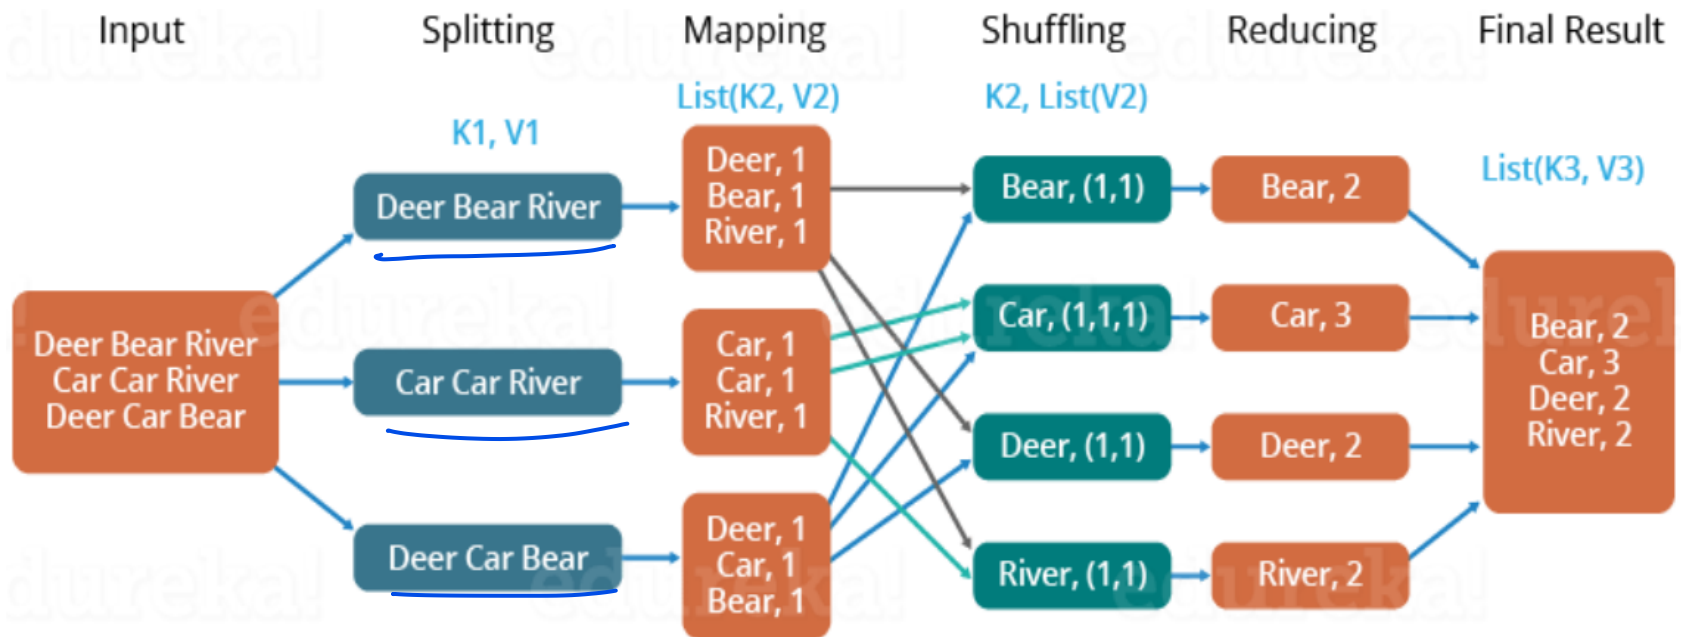 Input
Splitting
Mapping
Shuffling
Reducing
Final Result
K1, V1
List(K2, V2)
K2, List(V2)
List(K3, V3)
Deer Bear River
Car Car River
Deer Car Bear
Deer Bear River
Car Car River
Deer Car Bear
Deer, 1
Bear, 1
River, 1
Car, 1
Car, 1
River, 1
Deer, 1
Car, 1
Bear, 1
Bear, (1,1)
Car, (1,1,1)
Deer, (1,1)
River, (1,1)
Bear, 2
Car, 3
Deer, 2
River, 2
Bear, 2
Car, 3
Deer, 2
River, 2
edureka!